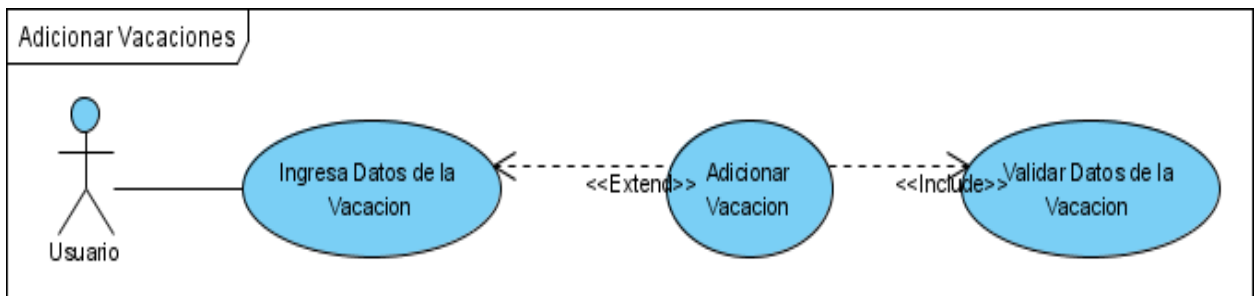 Adicionar Vacaciones
Ingresa Datos de la
Vacacion
<<Extend>>
Adicionar
Vacacion
<<Include>>
Validar Datos de la
Vacacion
Usuario